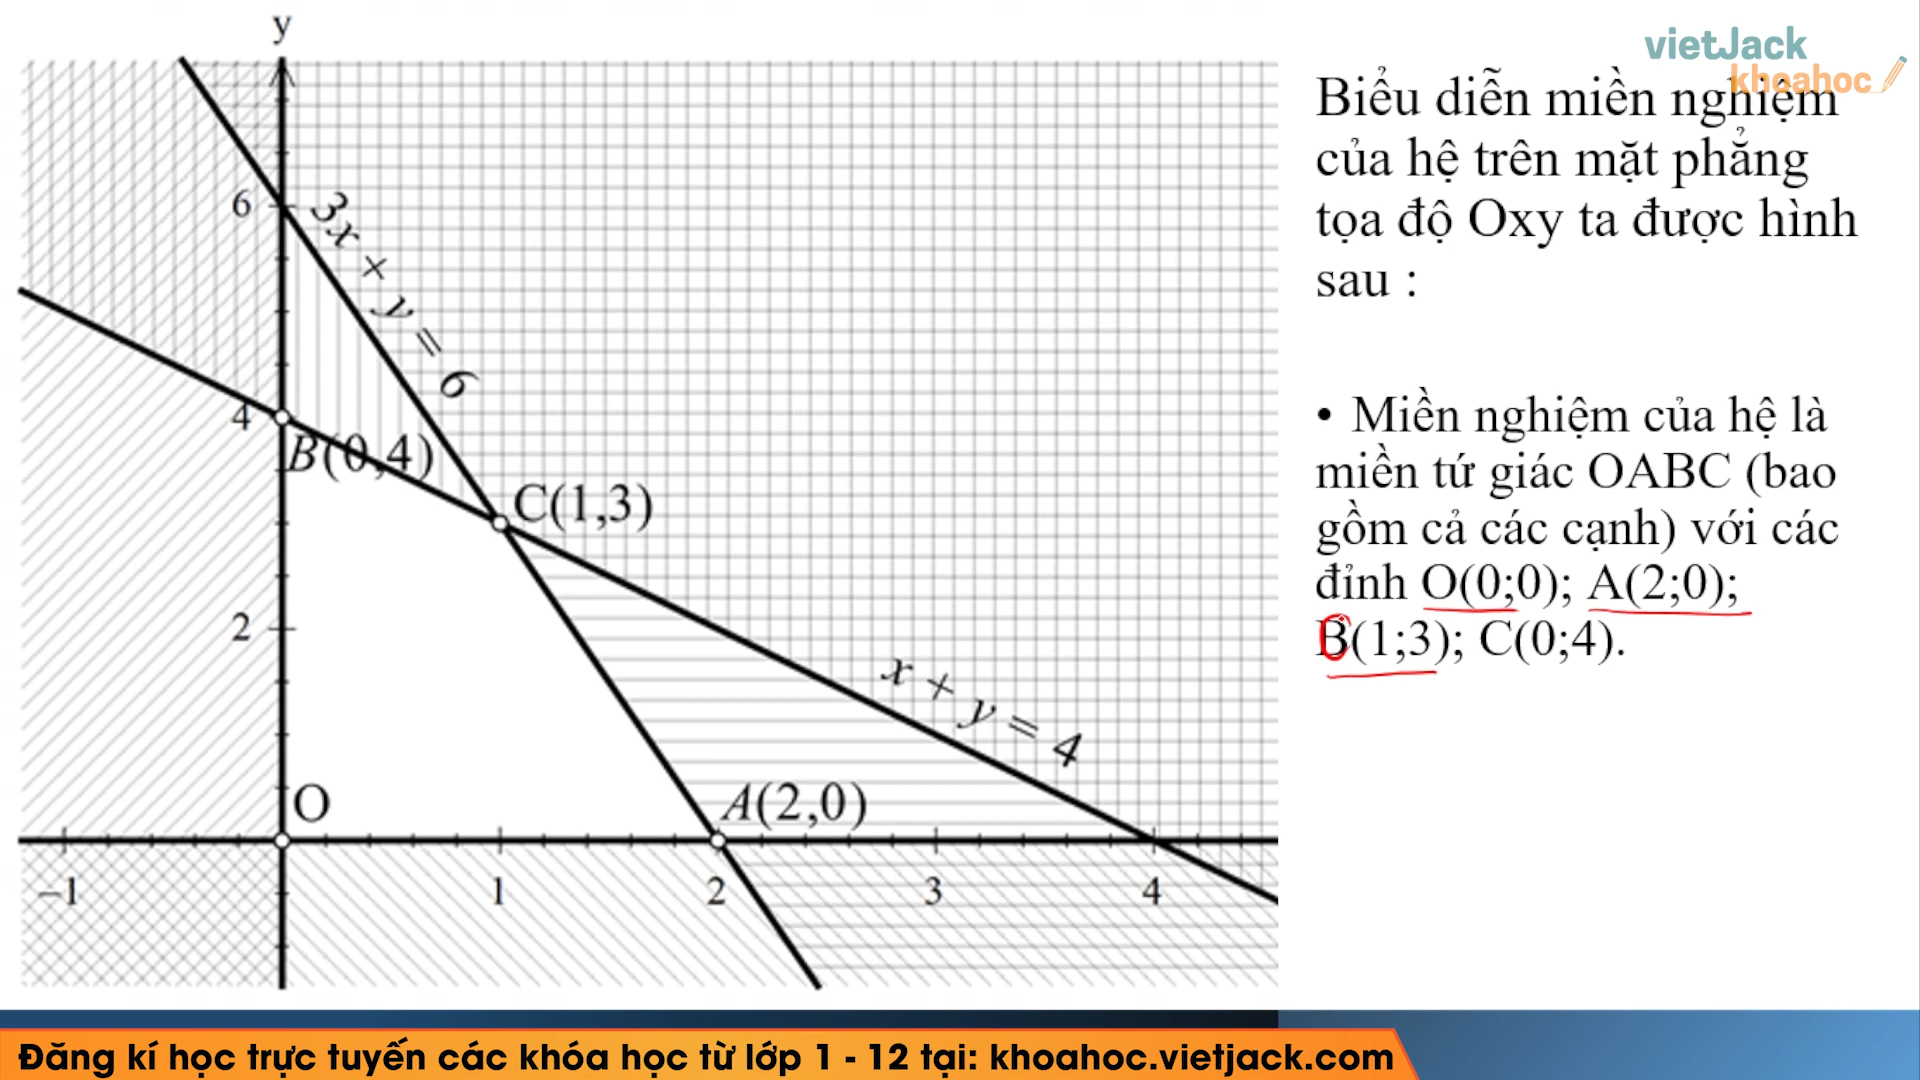 y
6
3x + y = 6
4
B(0,4)
C(1,3)
2
x + y = 4
O
A(2,0)
–1
1
2
3
4
vietJack
khoahoc
Biểu diễn miền nghiệm
của hệ trên mặt phẳng
tọa độ Oxy ta được hình
sau :
• Miền nghiệm của hệ là
miền tứ giác OABC (bao
gồm cả các cạnh) với các
đỉnh O(0;0); A(2;0);
B(1;3); C(0;4).
Đăng kí học trực tuyến các khóa học từ lớp 1 - 12 tại: khoahoc.vietjack.com